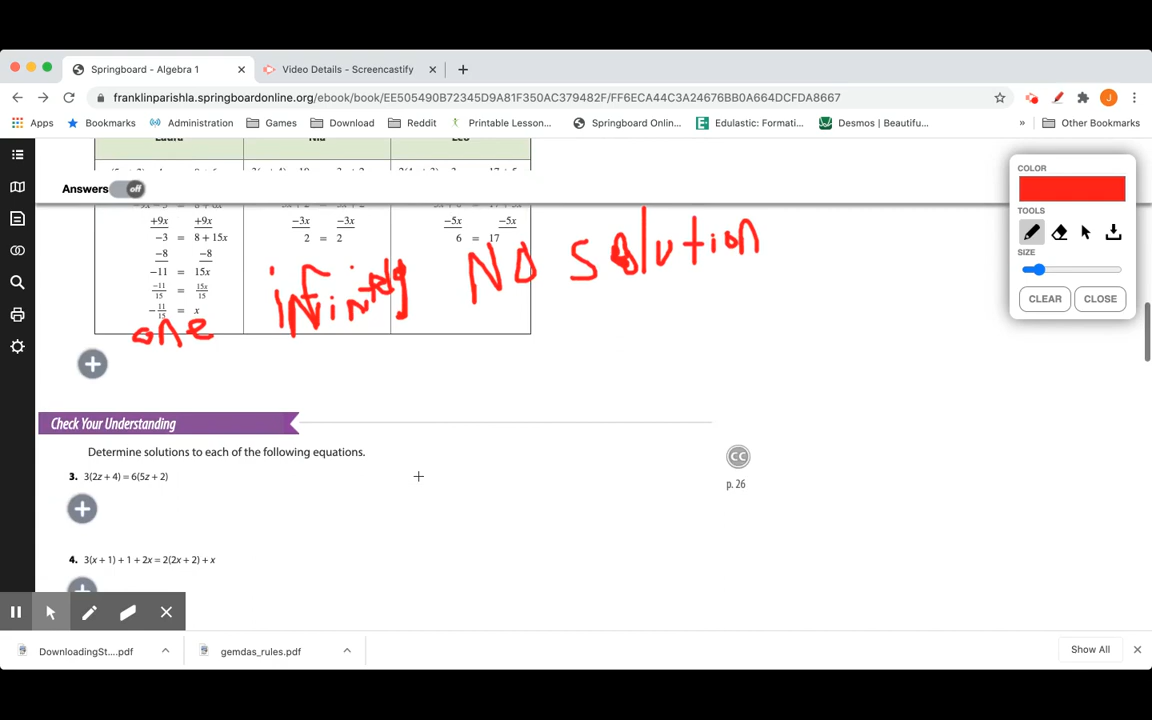 Springboard - Algebra 1
Video Details - Screencastify
franklinparishla.springboardonline.org/ebook/book/EE505490B72345D9A81F350AC379482F/FF6ECA44C3A24676BB0A664DCFDA8667
J
Apps Bookmarks Administration Games Download Reddit Printable Lesson... Springboard Online... Edulastic: Formati... Desmos | Beautifu... » Other Bookmarks
Answers off
+9x +9x
-3 = 8 + 15x
-8 -8
-11 = 15x
-11/15 = 15x/15
-11/15 = x
one
-3x -3x
2 = 2
infinitely
-5x -5x
6 = 17
NO Solution
COLOR
TOOLS
SIZE
CLEAR CLOSE
Check Your Understanding
Determine solutions to each of the following equations.
CC
p. 26
3. 3(2z + 4) = 6(5z + 2)
4. 3(x + 1) + 1 + 2x = 2(2x + 2) + x
DownloadingSt....pdf
gemdas_rules.pdf
Show All